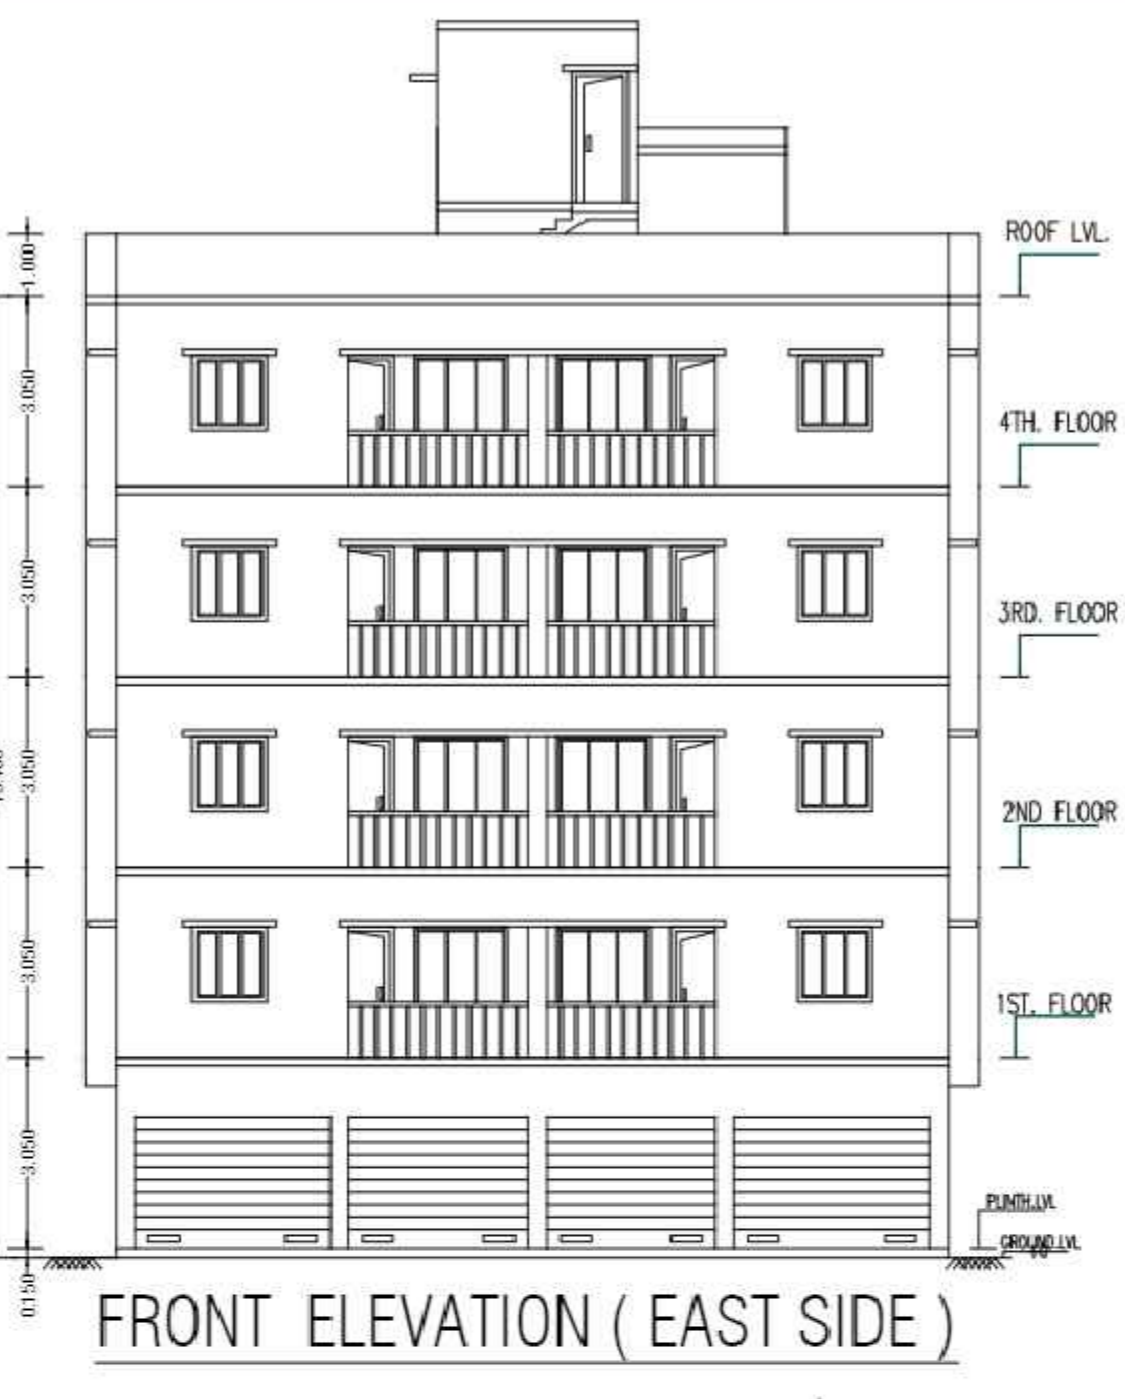 ROOF LVL.
1.000
3.050
4TH. FLOOR
3.050
3RD. FLOOR
3.050
2ND FLOOR
3.050
1ST. FLOOR
3.050
PLINTH.LVL
GROUND.LVL
0.150
FRONT ELEVATION ( EAST SIDE )